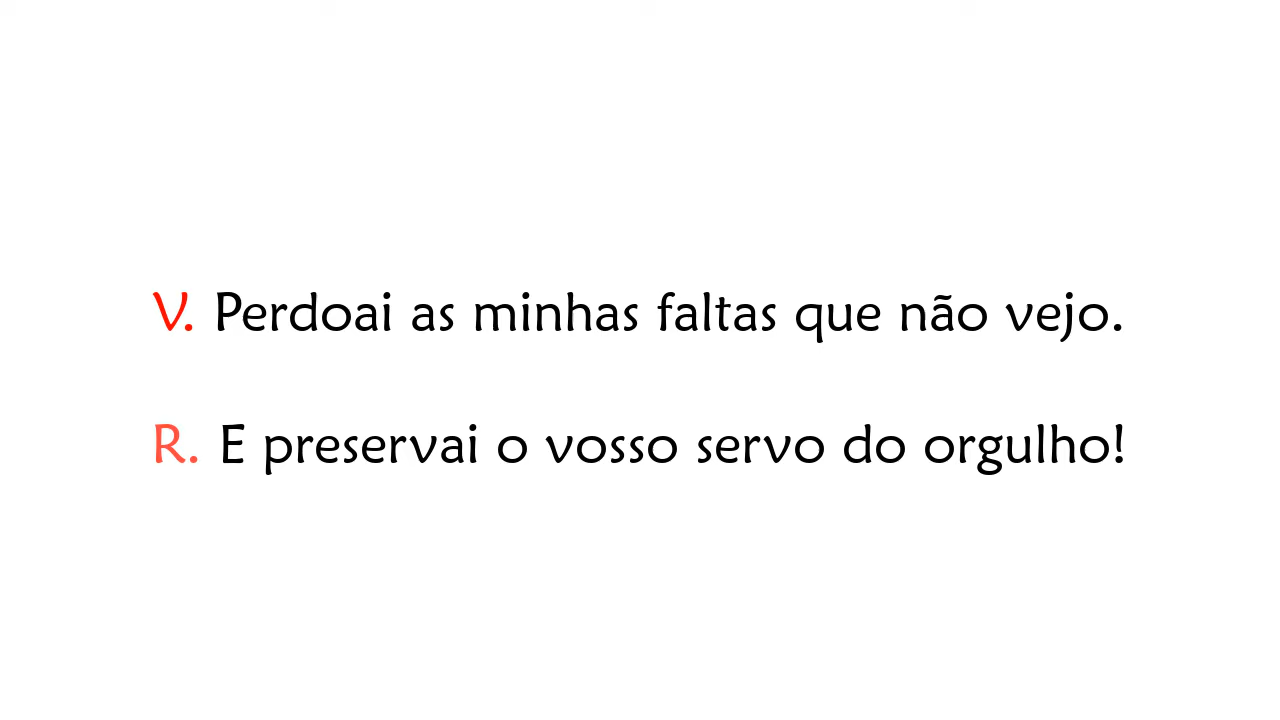 V. Perdoai as minhas faltas que não vejo.
R. E preservai o vosso servo do orgulho!